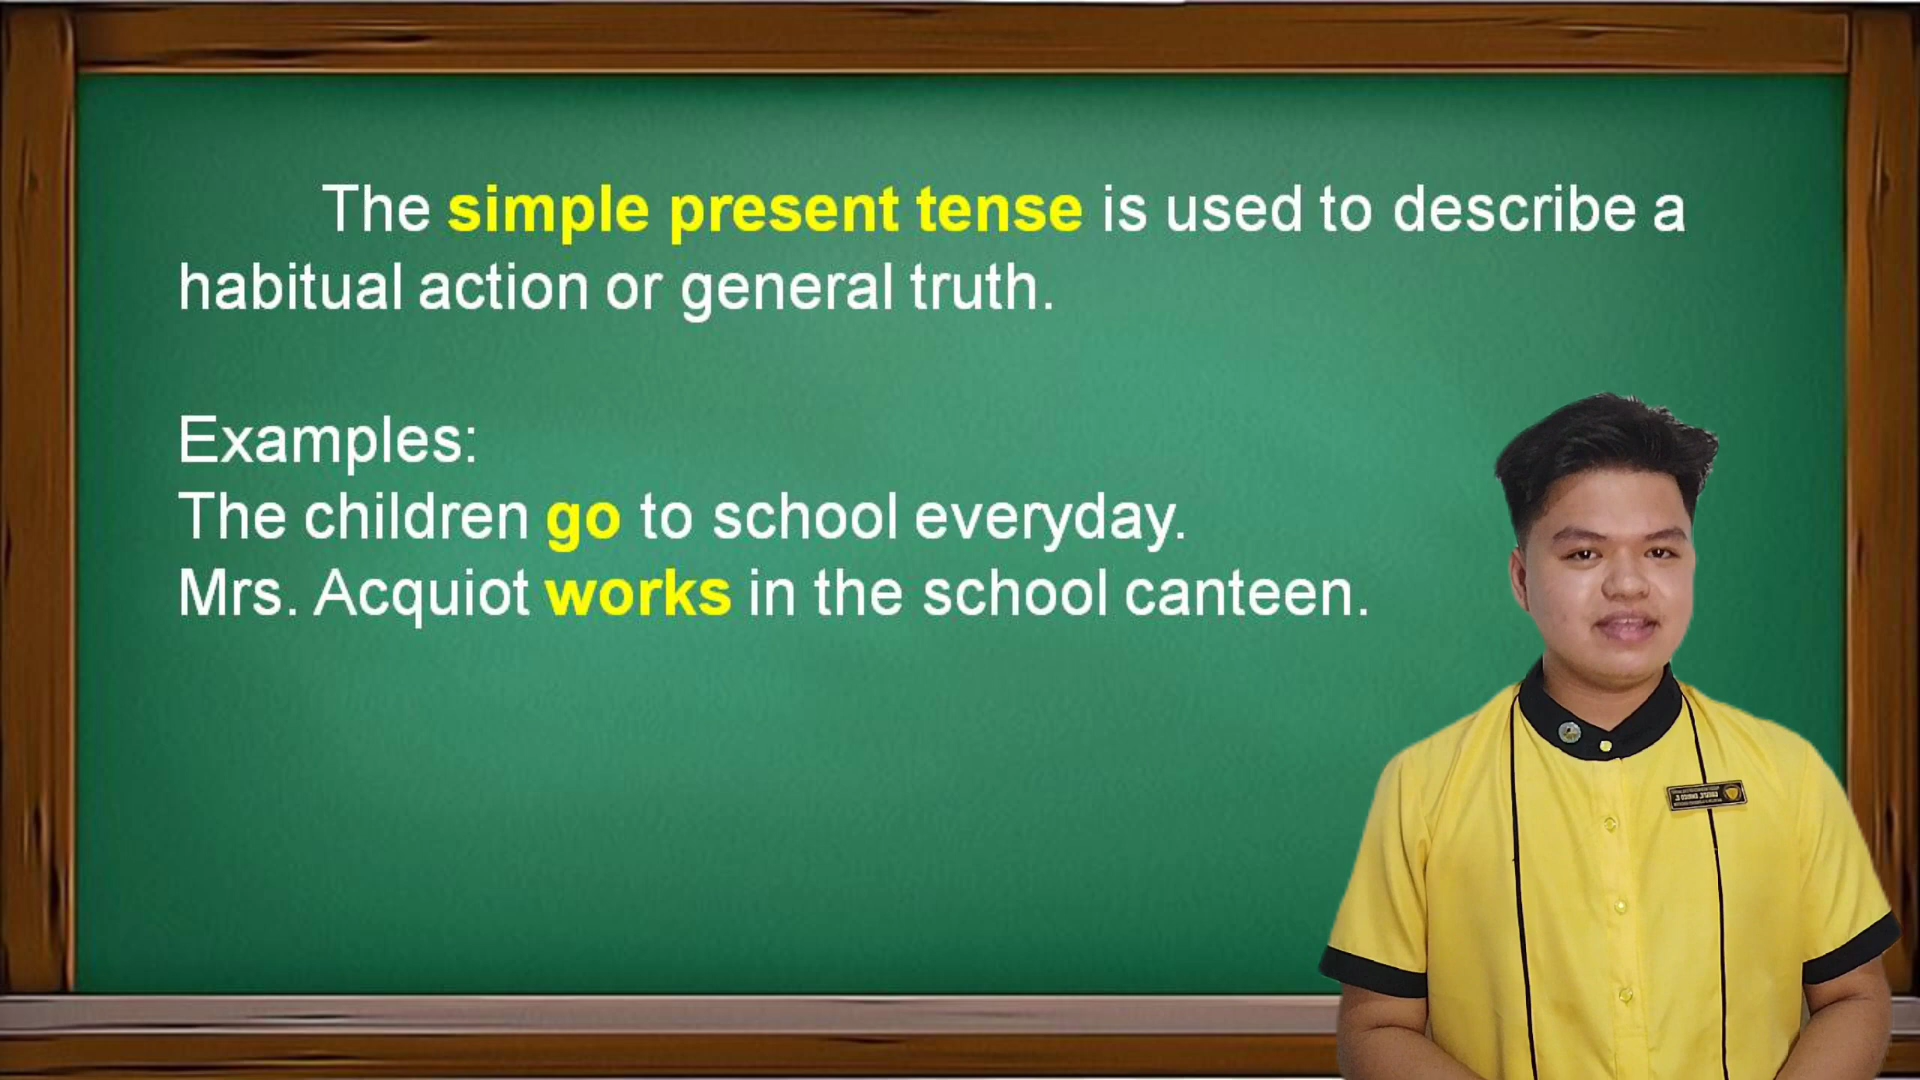 The simple present tense is used to describe a
habitual action or general truth.
Examples:
The children go to school everyday.
Mrs. Acquiot works in the school canteen.